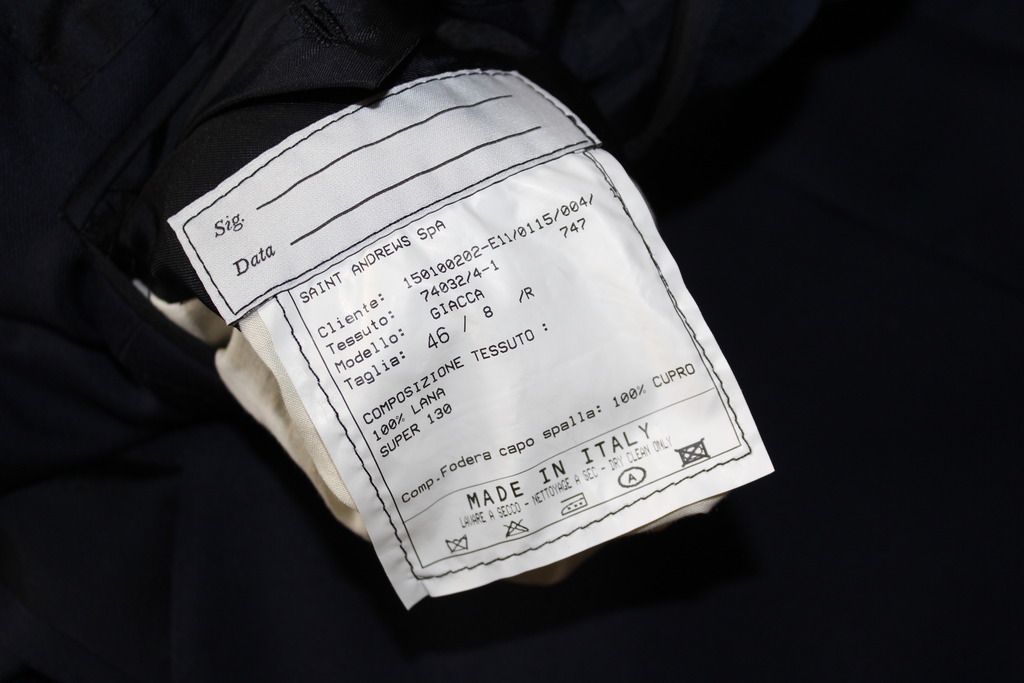 Sig.
Data
SAINT ANDREWS SpA
Cliente: 150100202-E11/0115/004/
747
Tessuto: 74032/4-1
Modello: GIACCA
Taglia: 46 / 8 /R
COMPOSIZIONE TESSUTO :
100% LANA
SUPER 130
Comp.Fodera capo spalla: 100% CUPRO
MADE IN ITALY
LAVARE A SECCO - NETTOYAGE A SEC - DRY CLEAN ONLY
A